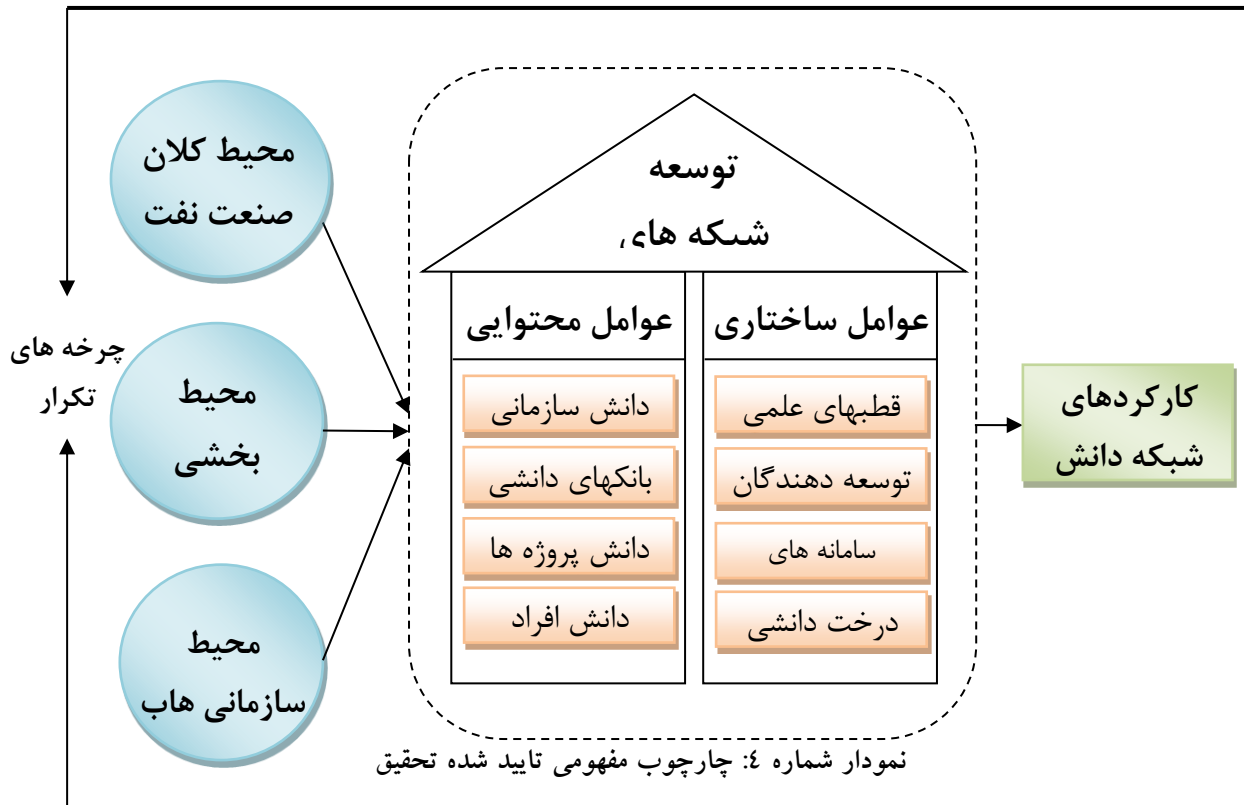 محیط کلان
صنعت نفت
محیط
بخشی
محیط
سازمانی هاب
چرخه های
تکرار
توسعه
شبکه های
عوامل ساختاری
قطبهای علمی
توسعه دهندگان
سامانه های
درخت دانشی
عوامل محتوایی
دانش سازمانی
بانکهای دانشی
دانش پروژه ها
دانش افراد
کارکردهای
شبکه دانش
نمودار شماره ٤: چارچوب مفهومی تایید شده تحقیق